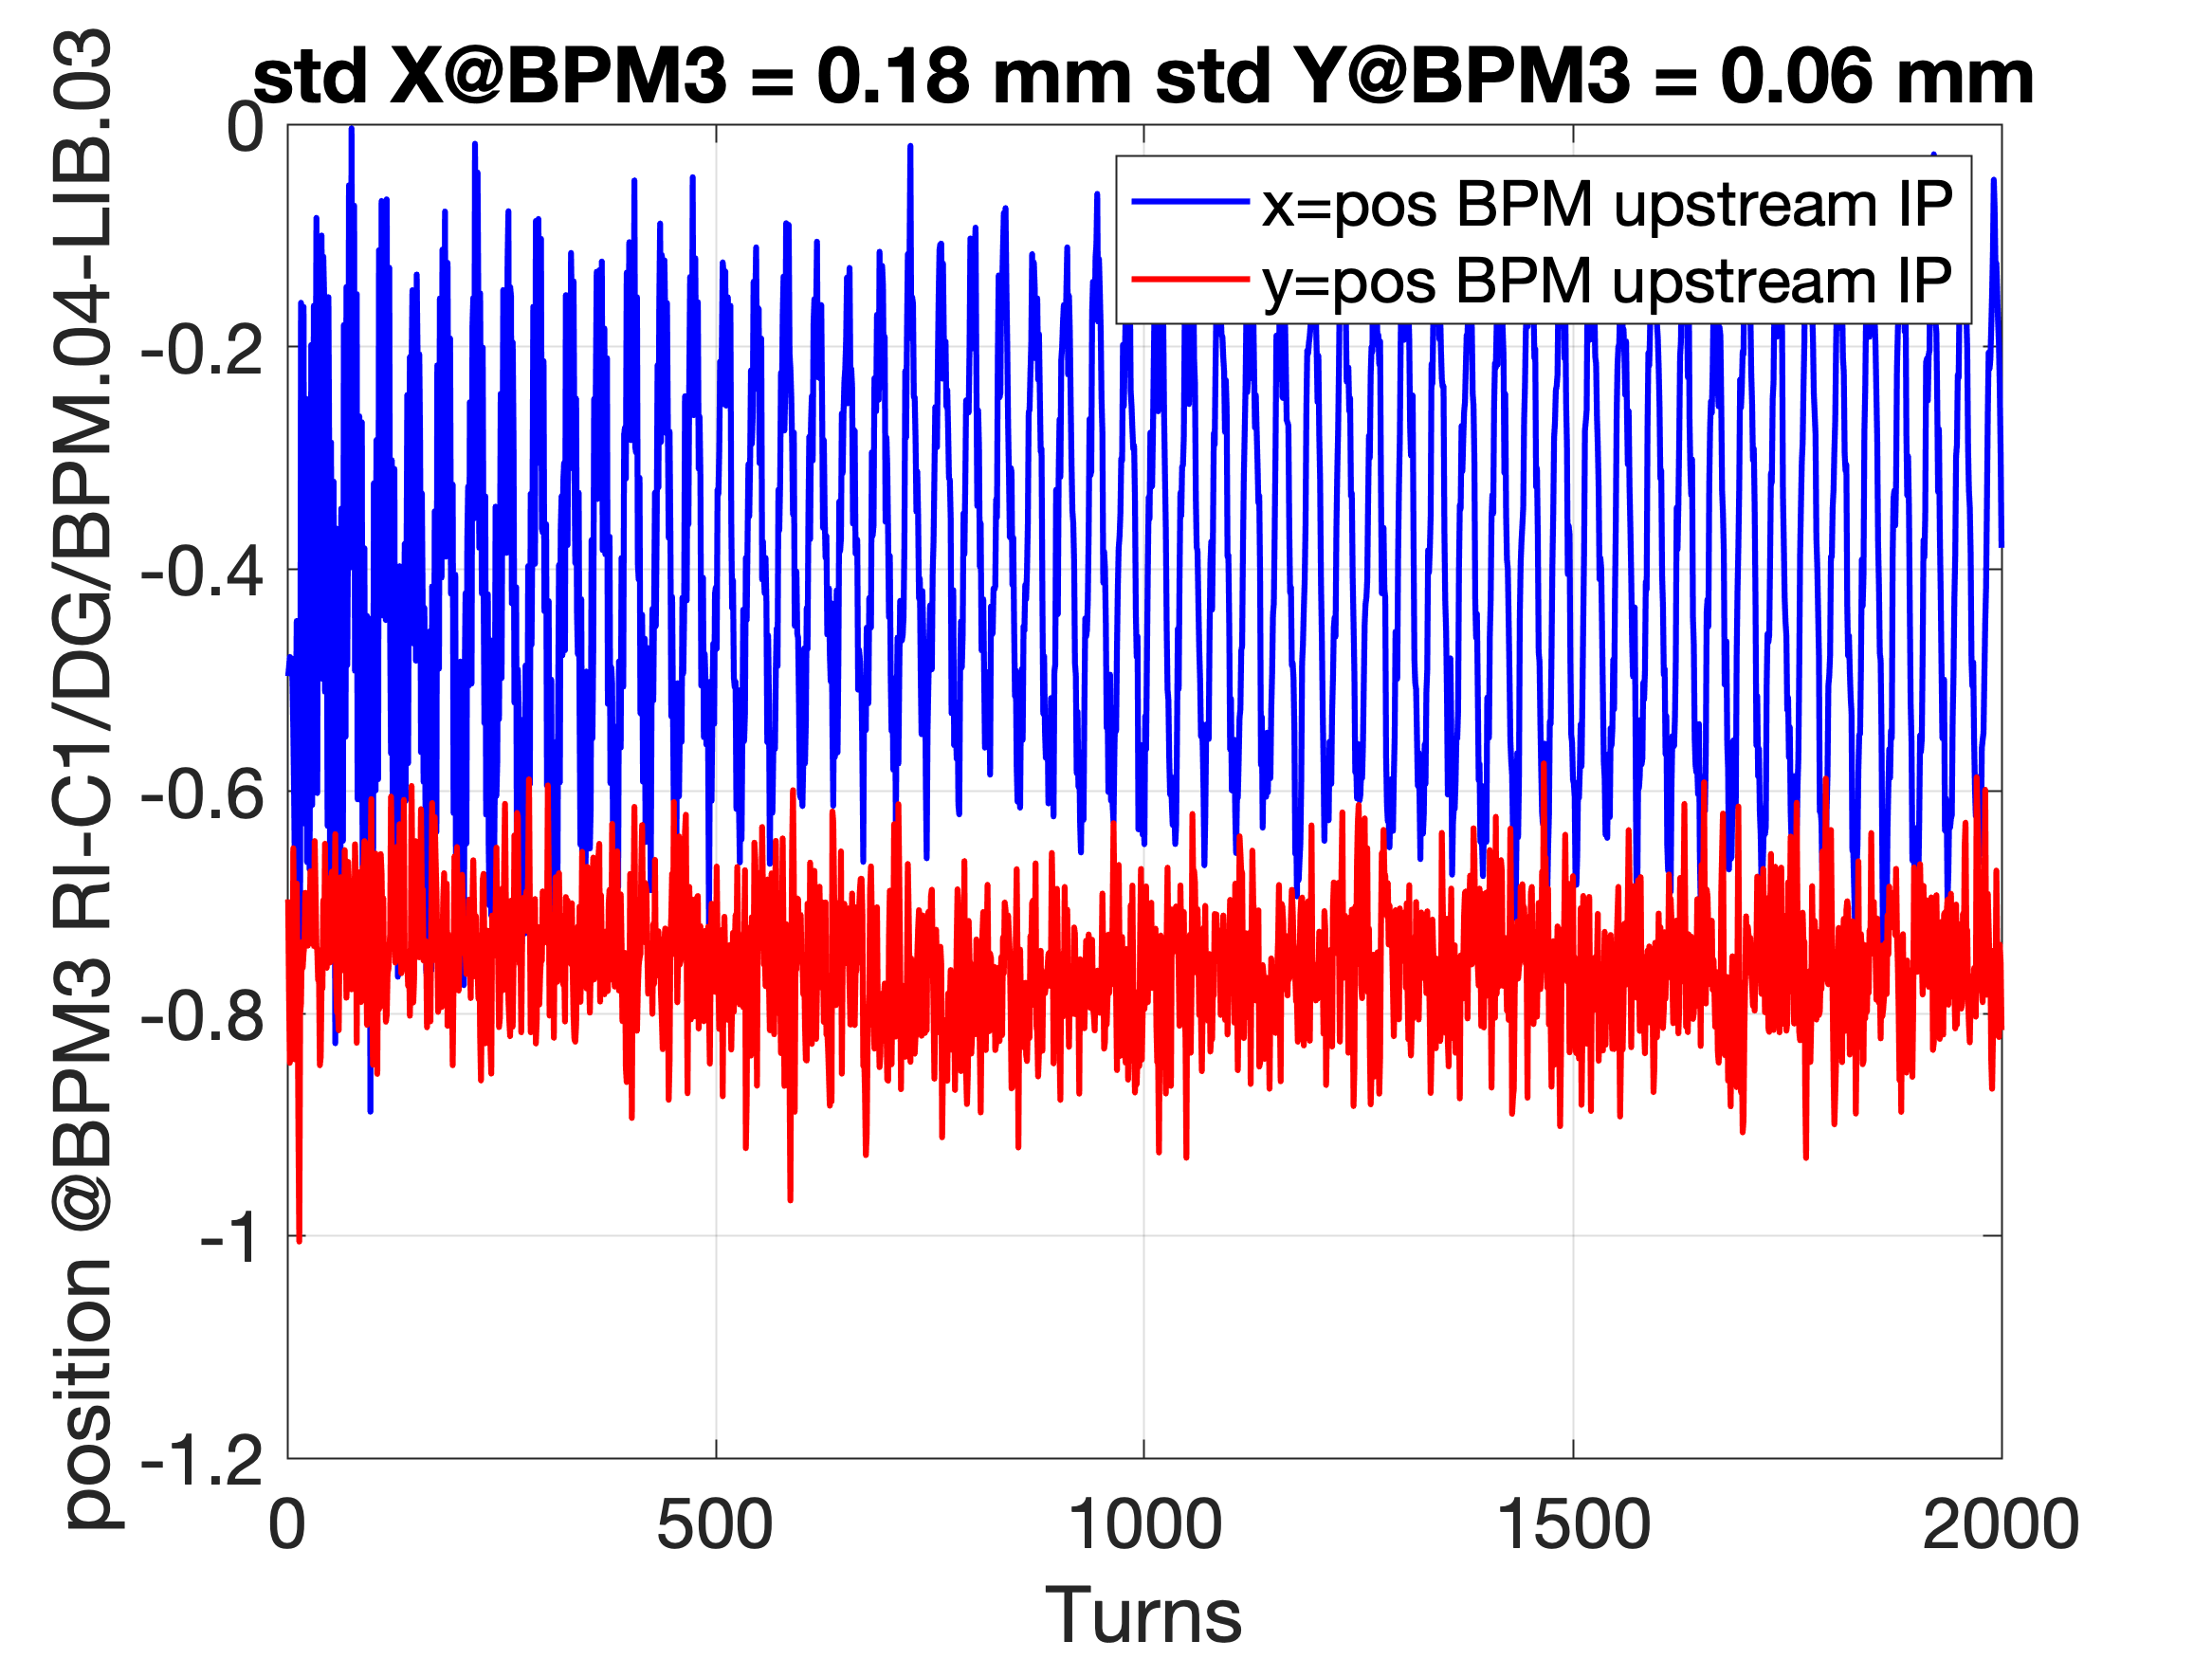 std X@BPM3 = 0.18 mm std Y@BPM3 = 0.06 mm
position @BPM3 RI-C1/DG/BPM.04-LIB.03
0
-0.2
-0.4
-0.6
-0.8
-1
-1.2
x=pos BPM upstream IP
y=pos BPM upstream IP
0 500 1000 1500 2000
Turns